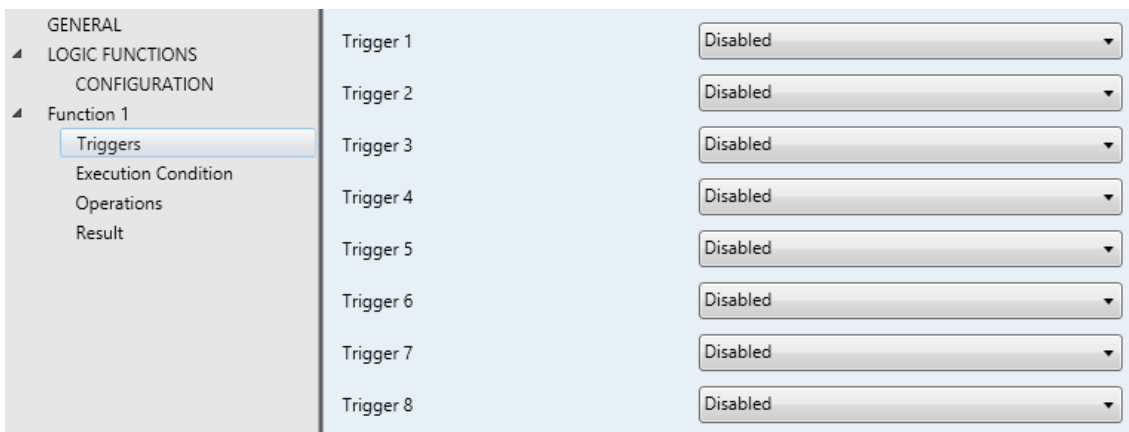 GENERAL
LOGIC FUNCTIONS
CONFIGURATION
Function 1
Triggers
Execution Condition
Operations
Result
Trigger 1 Disabled
Trigger 2 Disabled
Trigger 3 Disabled
Trigger 4 Disabled
Trigger 5 Disabled
Trigger 6 Disabled
Trigger 7 Disabled
Trigger 8 Disabled